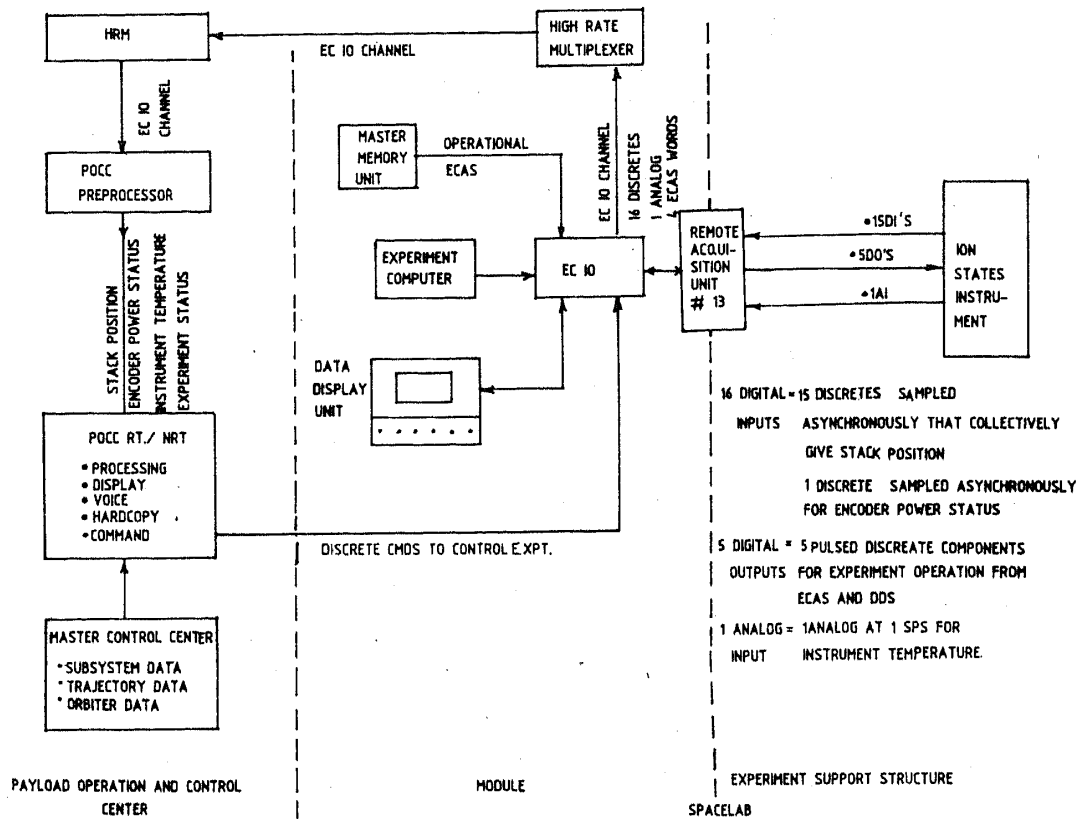 HRM
EC IO CHANNEL
HIGH RATE
MULTIPLEXER
EC IO
CHANNEL
MASTER
MEMORY
UNIT
OPERATIONAL
ECAS
EC IO CHANNEL
16 DISCRETES
1 ANALOG
4 ECAS WORDS
POCC
PREPROCESSOR
STACK POSITION
ENCODER POWER STATUS
INSTRUMENT TEMPERATURE
EXPERIMENT STATUS
EXPERIMENT
COMPUTER
EC IO
REMOTE
ACQUI-
SITION
UNIT
# 13
•15DI'S
•5DO'S
•1AI
ION
STATES
INSTRU-
MENT
DATA
DISPLAY
UNIT
POCC RT./ NRT
•PROCESSING
•DISPLAY
•VOICE
•HARDCOPY
•COMMAND
DISCRETE CMDS TO CONTROL EXPT.
MASTER CONTROL CENTER
•SUBSYSTEM DATA
•TRAJECTORY DATA
•ORBITER DATA
16 DIGITAL = 15 DISCRETES SAMPLED
INPUTS ASYNCHRONOUSLY THAT COLLECTIVELY
GIVE STACK POSITION
1 DISCRETE SAMPLED ASYNCHRONOUSLY
FOR ENCODER POWER STATUS
5 DIGITAL = 5 PULSED DISCREATE COMPONENTS
OUTPUTS FOR EXPERIMENT OPERATION FROM
ECAS AND DDS
1 ANALOG = 1ANALOG AT 1 SPS FOR
INPUT INSTRUMENT TEMPERATURE.
PAYLOAD OPERATION AND CONTROL
CENTER
MODULE
SPACELAB
EXPERIMENT SUPPORT STRUCTURE